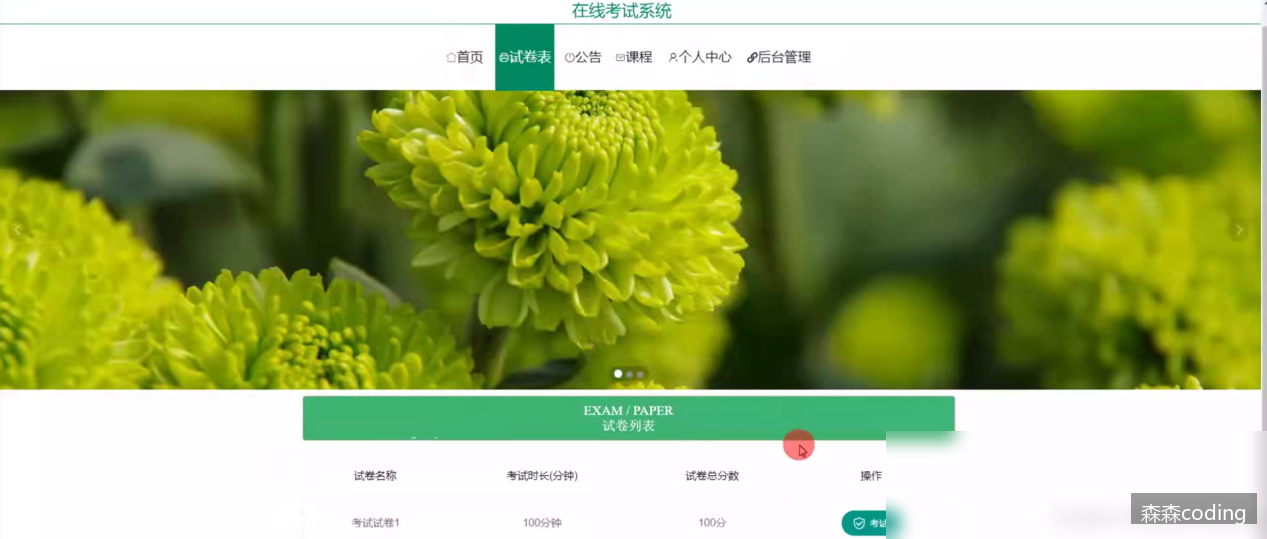 在线考试系统
首页 试卷表 公告 课程 个人中心 后台管理
EXAM / PAPER
试卷列表
试卷名称 考试时长(分钟) 试卷总分数 操作
考试试卷1 100分钟 100分 考试
森森coding